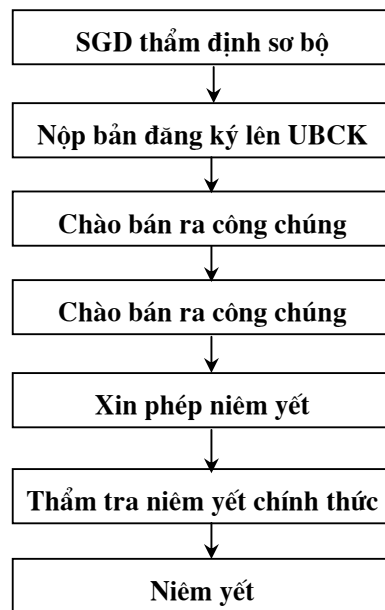 SGD thẩm định sơ bộ
Nộp bản đăng ký lên UBCK
Chào bán ra công chúng
Chào bán ra công chúng
Xin phép niêm yết
Thẩm tra niêm yết chính thức
Niêm yết